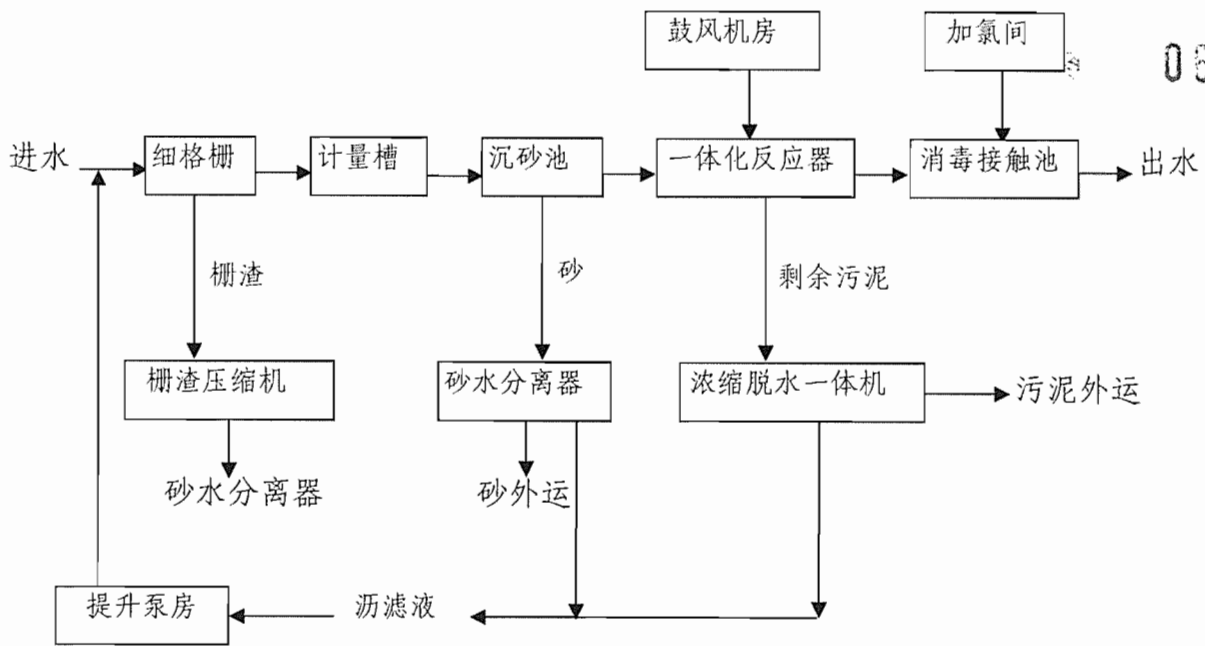 鼓风机房
加氯间
进水
细格栅
计量槽
沉砂池
一体化反应器
消毒接触池
出水
栅渣
砂
剩余污泥
栅渣压缩机
砂水分离器
浓缩脱水一体机
污泥外运
砂水分离器
砂外运
提升泵房
沥滤液